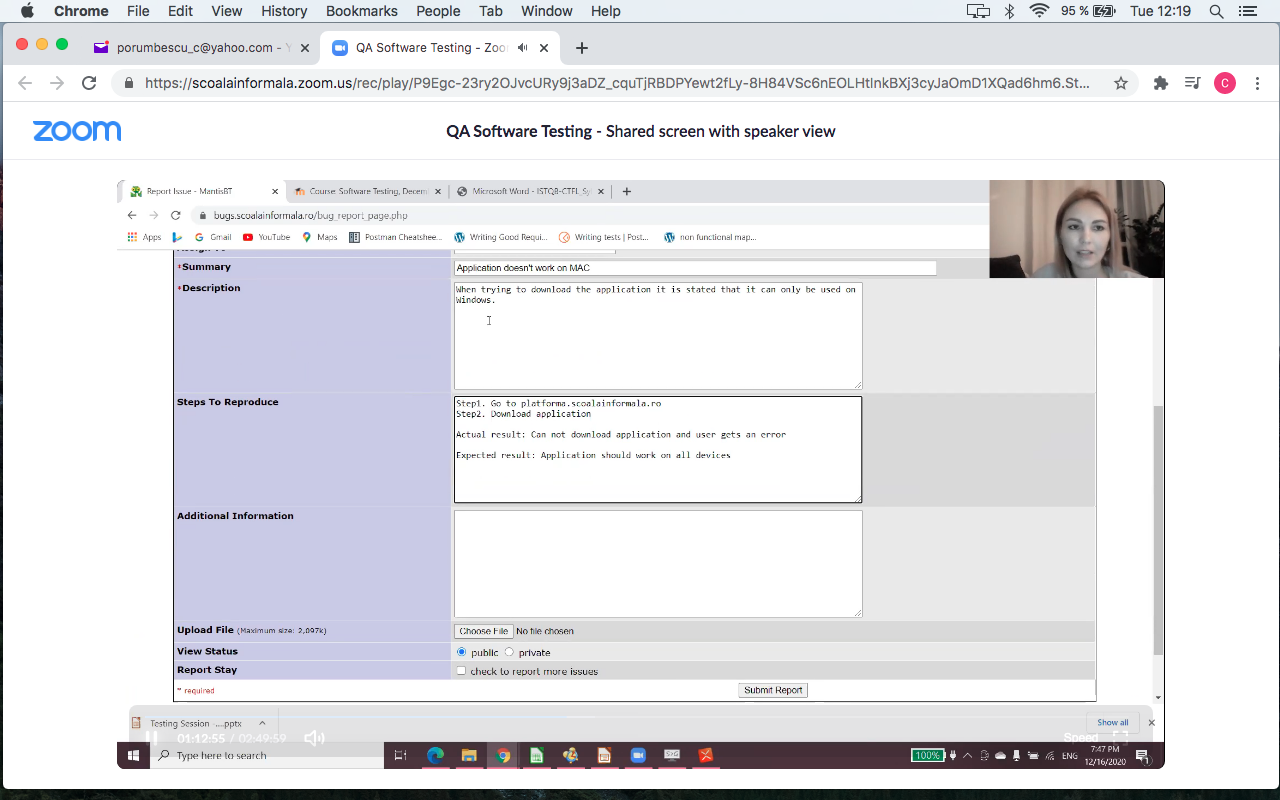 Chrome File Edit View History Bookmarks People Tab Window Help 95 % Tue 12:19
porumbescu_c@yahoo.com - QA Software Testing - Zoo
https://scoalainformala.zoom.us/rec/play/P9Egc-23ry2OJvcURy9j3aDZ_cquTjRBDPYewt2fLy-8H84VSc6nEOLHtInkBXj3cyJaOmD1XQad6hm6.St... C
zoom QA Software Testing - Shared screen with speaker view
Report Issue - MantisBT Course: Software Testing, Decem Microsoft Word - ISTQB-CTFL_Syl
bugs.scoalainformala.ro/bug_report_page.php
Apps Gmail YouTube Maps Postman Cheatshee... Writing Good Requi... Writing tests | Post... non functional map...
*Summary Application doesn't work on MAC
*Description When trying to download the application it is stated that it can only be used on
Windows.
Steps To Reproduce Step1. Go to platforma.scoalainformala.ro
Step2. Download application
Actual result: Can not download application and user gets an error
Expected result: Application should work on all devices
Additional Information
Upload File (Maximum size: 2,097k) Choose File No file chosen
View Status public private
Report Stay check to report more issues
* required Submit Report
Testing Session -....pptx Show all
01:12:55 / 02:49:59 Speed
Type here to search 100% ENG 7:47 PM
12/16/2020 1